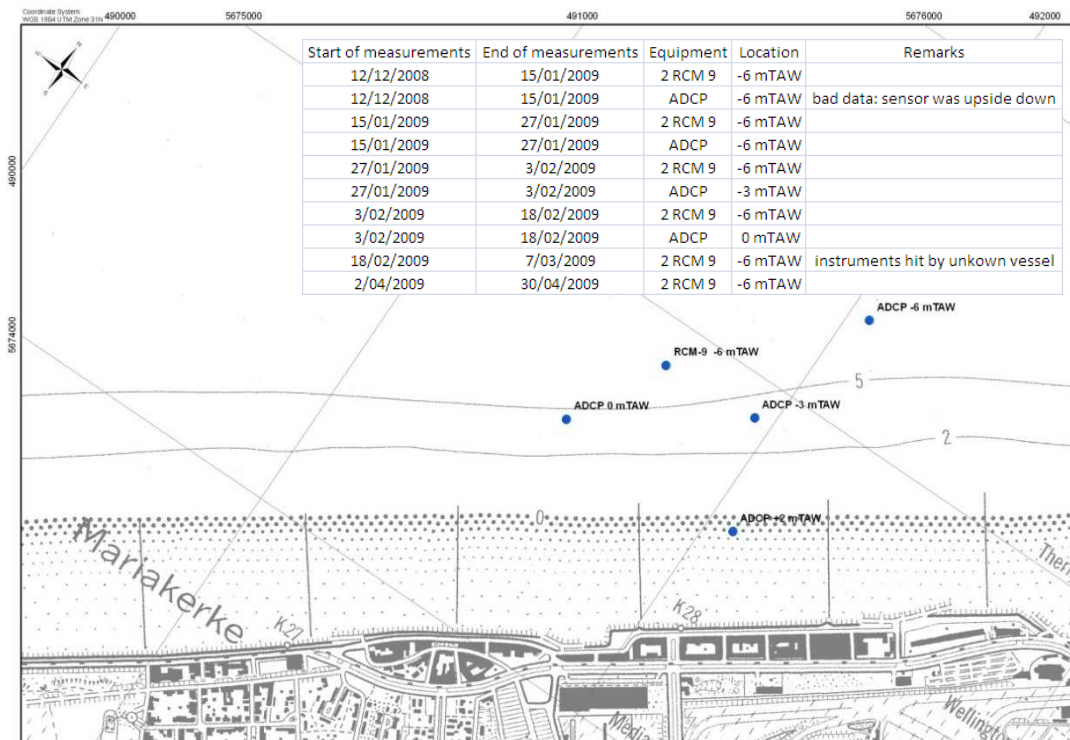 Coordinate System
WGS 1984 UTM Zone 31N
490000
5675000
491000
5676000
492000
490000
5674000
Start of measurements End of measurements Equipment Location Remarks
12/12/2008 15/01/2009 2 RCM 9 -6 mTAW
12/12/2008 15/01/2009 ADCP -6 mTAW bad data: sensor was upside down
15/01/2009 27/01/2009 2 RCM 9 -6 mTAW
15/01/2009 27/01/2009 ADCP -6 mTAW
27/01/2009 3/02/2009 2 RCM 9 -6 mTAW
27/01/2009 3/02/2009 ADCP -3 mTAW
3/02/2009 18/02/2009 2 RCM 9 -6 mTAW
3/02/2009 18/02/2009 ADCP 0 mTAW
18/02/2009 7/03/2009 2 RCM 9 -6 mTAW instruments hit by unkown vessel
2/04/2009 30/04/2009 2 RCM 9 -6 mTAW
ADCP -6 mTAW
RCM-9 -6 mTAW
5
ADCP 0 mTAW
ADCP -3 mTAW
2
0
ADCP +2 mTAW
Mariakerke
K27
K28
Therm
Media
Wellington